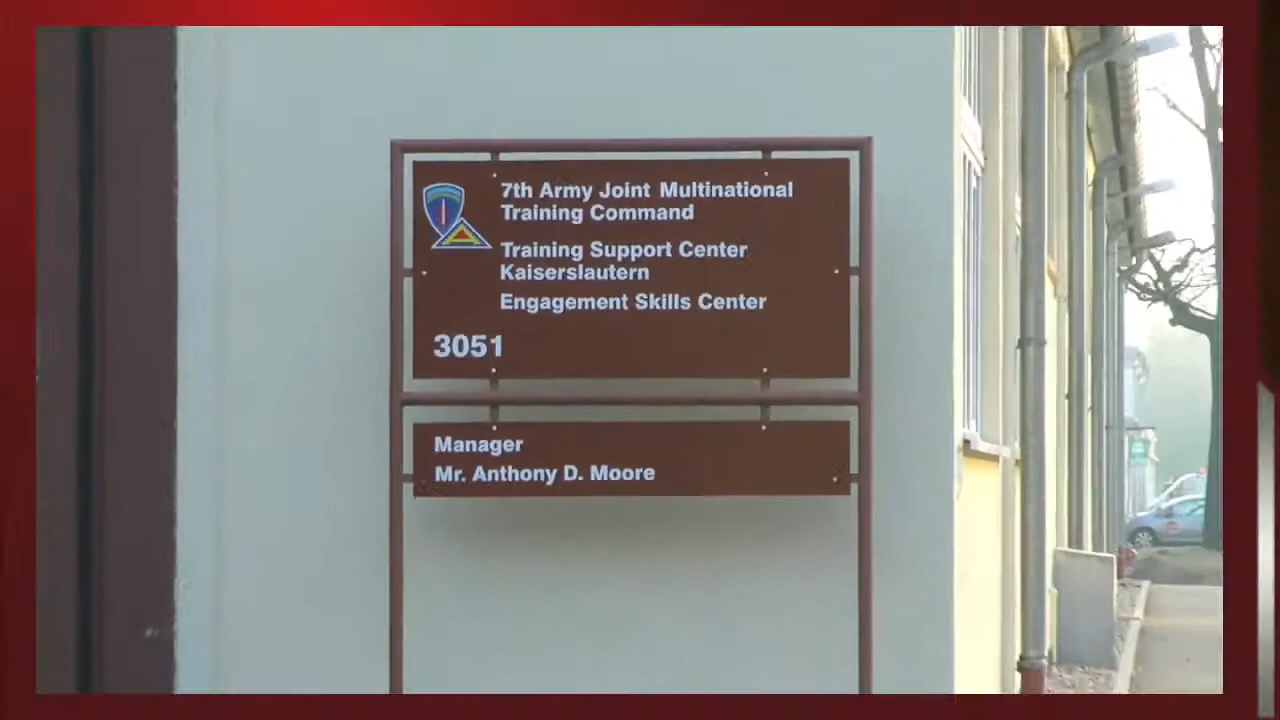 7th Army Joint Multinational
Training Command
Training Support Center
Kaiserslautern
Engagement Skills Center
3051
Manager
Mr. Anthony D. Moore